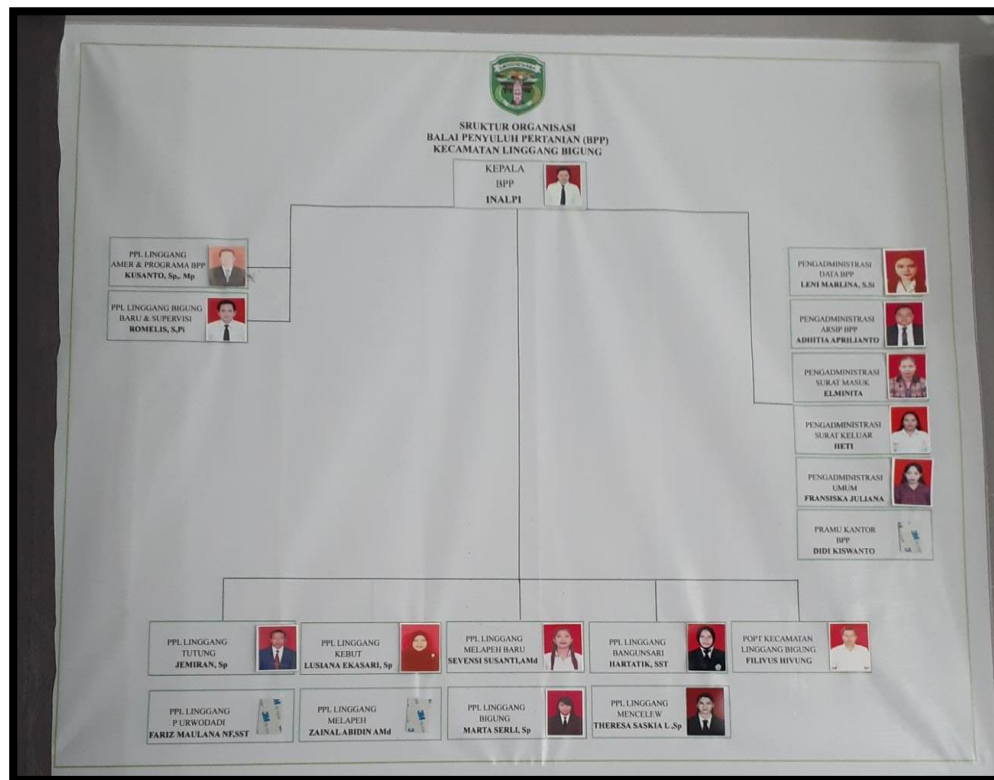 SRUKTUR ORGANISASI
BALAI PENYULUH PERTANIAN (BPP)
KECAMATAN LINGGANG BIGUNG
KEPALA
BPP
INALPI
PPL LINGGANG
AMER & PROGRAMA BPP
KUSANTO, Sp,. Mp
PPL LINGGANG BIGUNG
BARU & SUPERVISI
ROMELIS, S,Pi
PENGADMINISTRASI
DATA BPP
LENI MARLINA, S.Si
PENGADMINISTRASI
ARSIP BPP
ADHITIA APRILIANTO
PENGADMINISTRASI
SURAT MASUK
ELMINITA
PENGADMINISTRASI
SURAT KELUAR
HETI
PENGADMINISTRASI
UMUM
FRANSISKA JULIANA
PRAMU KANTOR
BPP
DIDI KISWANTO
PPL LINGGANG
TUTUNG
JEMIRAN, Sp
PPL LINGGANG
KEBUT
LUSIANA EKASARI, Sp
PPL LINGGANG
MELAPEH BARU
SEVENSI SUSANTI,AMd
PPL LINGGANG
BANGUNSARI
HARTATIK, SST
POPT KECAMATAN
LINGGANG BIGUNG
FILIVUS HIVUNG
PPL LINGGANG
P URWODADI
FARIZ MAULANA NF,SST
PPL LINGGANG
MELAPEH
ZAINAL ABIDIN AMd
PPL LINGGANG
BIGUNG
MARTA SERLI, Sp
PPL LINGGANG
MENCELEW
THERESA SASKIA L ,Sp